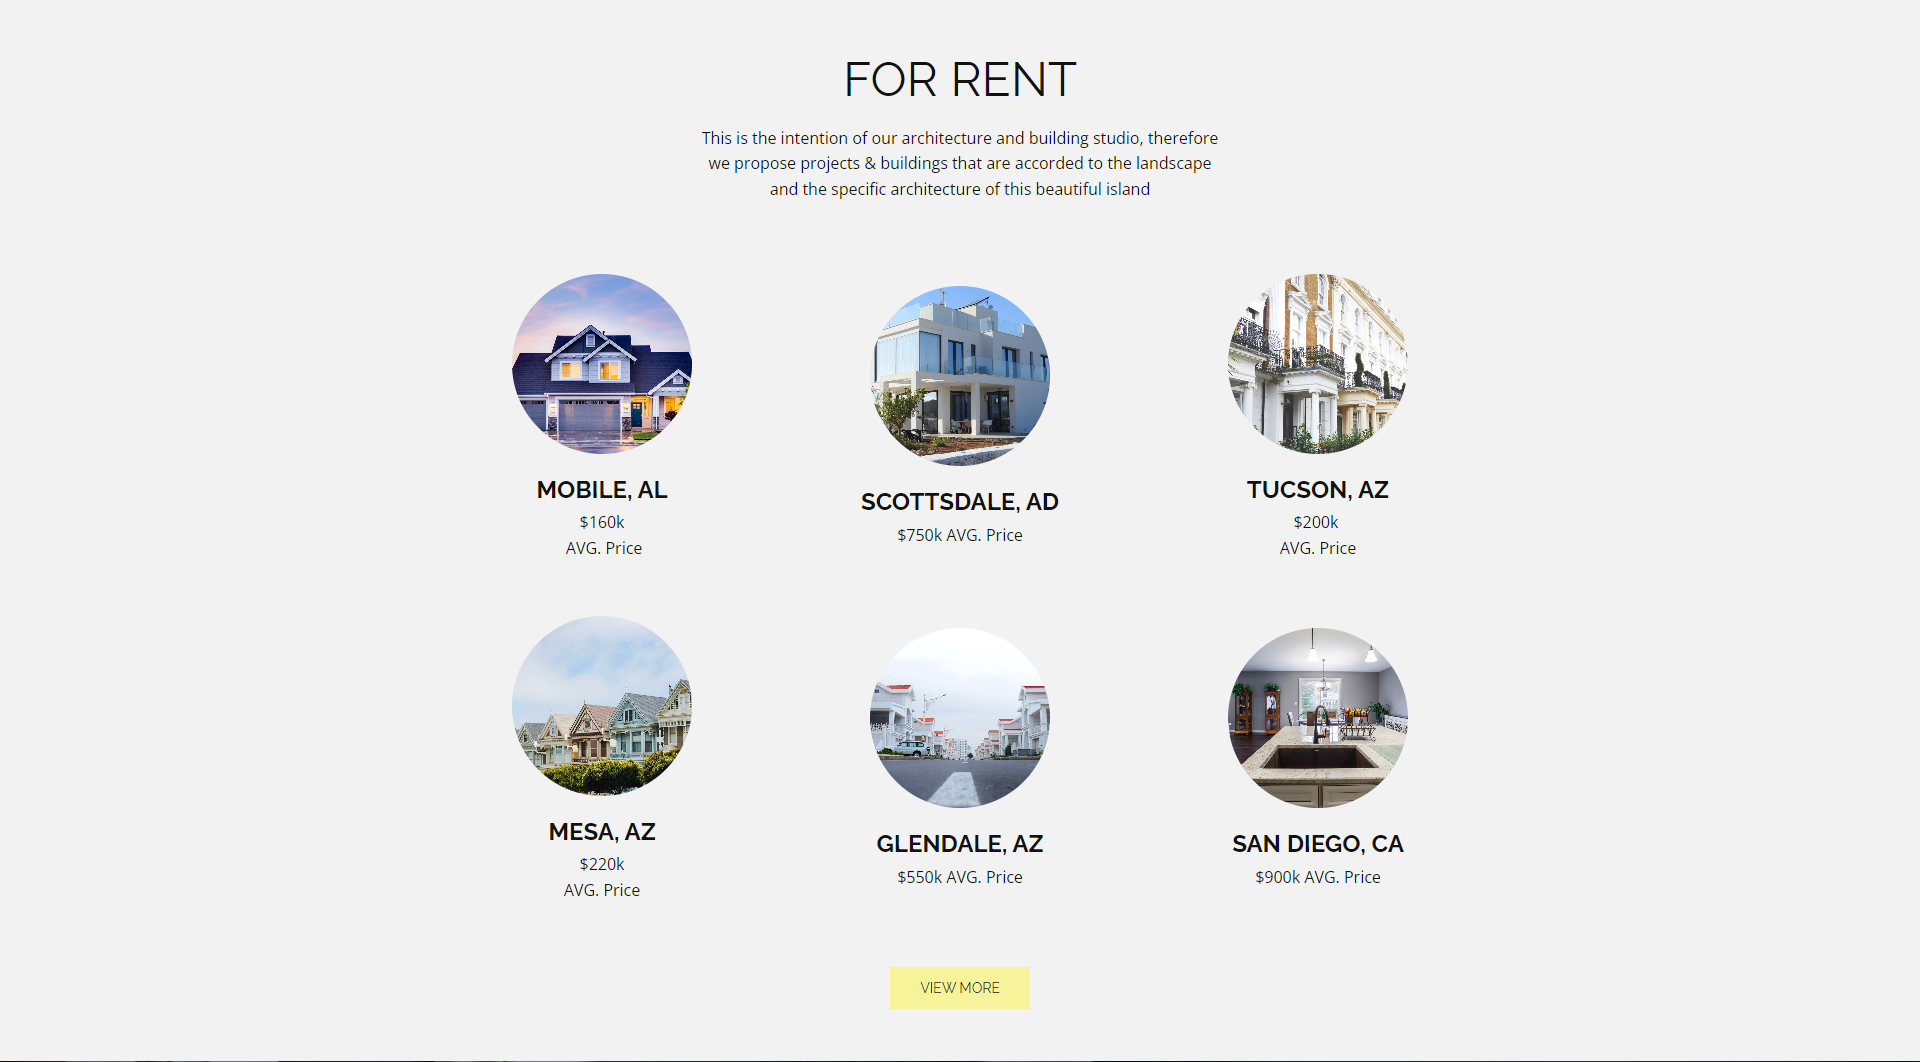 FOR RENT
This is the intention of our architecture and building studio, therefore
we propose projects & buildings that are accorded to the landscape
and the specific architecture of this beautiful island
MOBILE, AL
$160k
AVG. Price
SCOTTSDALE, AD
$750k AVG. Price
TUCSON, AZ
$200k
AVG. Price
MESA, AZ
$220k
AVG. Price
GLENDALE, AZ
$550k AVG. Price
SAN DIEGO, CA
$900k AVG. Price
VIEW MORE